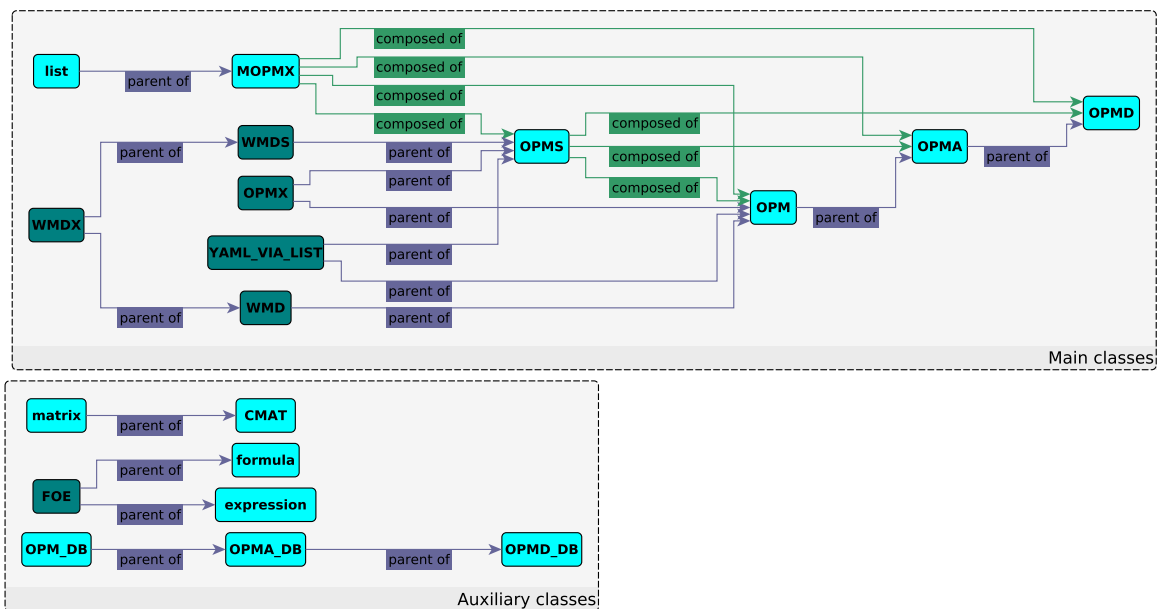 composed of
list
parent of
MOPMX
composed of
composed of
composed of
OPMD
WMDS
parent of
parent of
OPMS
composed of
composed of
composed of
OPMA
parent of
OPMX
parent of
parent of
WMDX
OPM
parent of
YAML_VIA_LIST
parent of
parent of
WMD
parent of
parent of
Main classes
matrix
parent of
CMAT
FOE
parent of
formula
parent of
expression
OPM_DB
parent of
OPMA_DB
parent of
OPMD_DB
Auxiliary classes